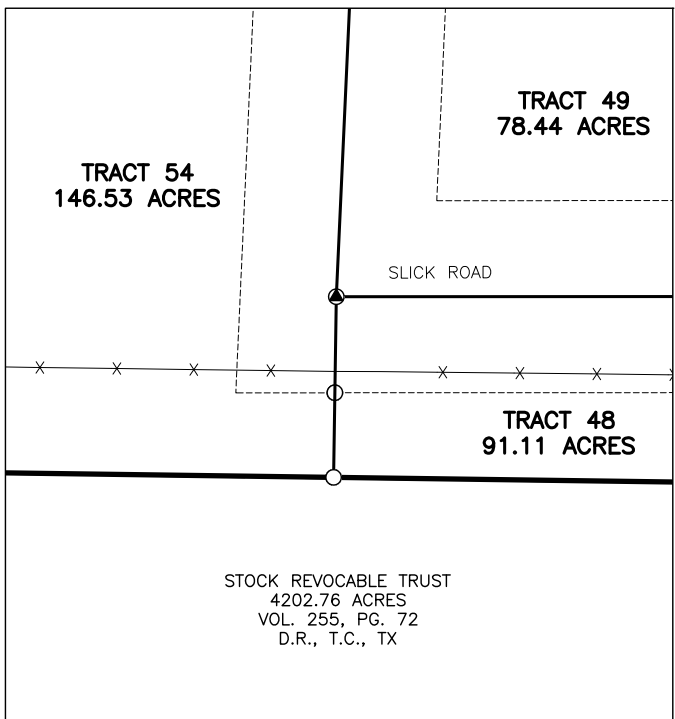 TRACT 49
78.44 ACRES
TRACT 54
146.53 ACRES
SLICK ROAD
TRACT 48
91.11 ACRES
STOCK REVOCABLE TRUST
4202.76 ACRES
VOL. 255, PG. 72
D.R., T.C., TX